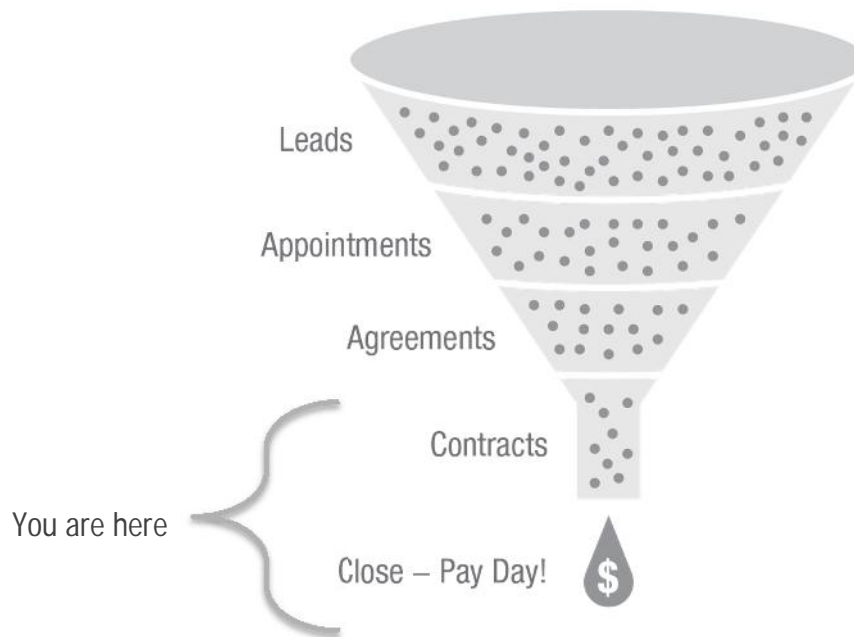 Leads
Appointments
Agreements
Contracts
You are here
Close – Pay Day!
$